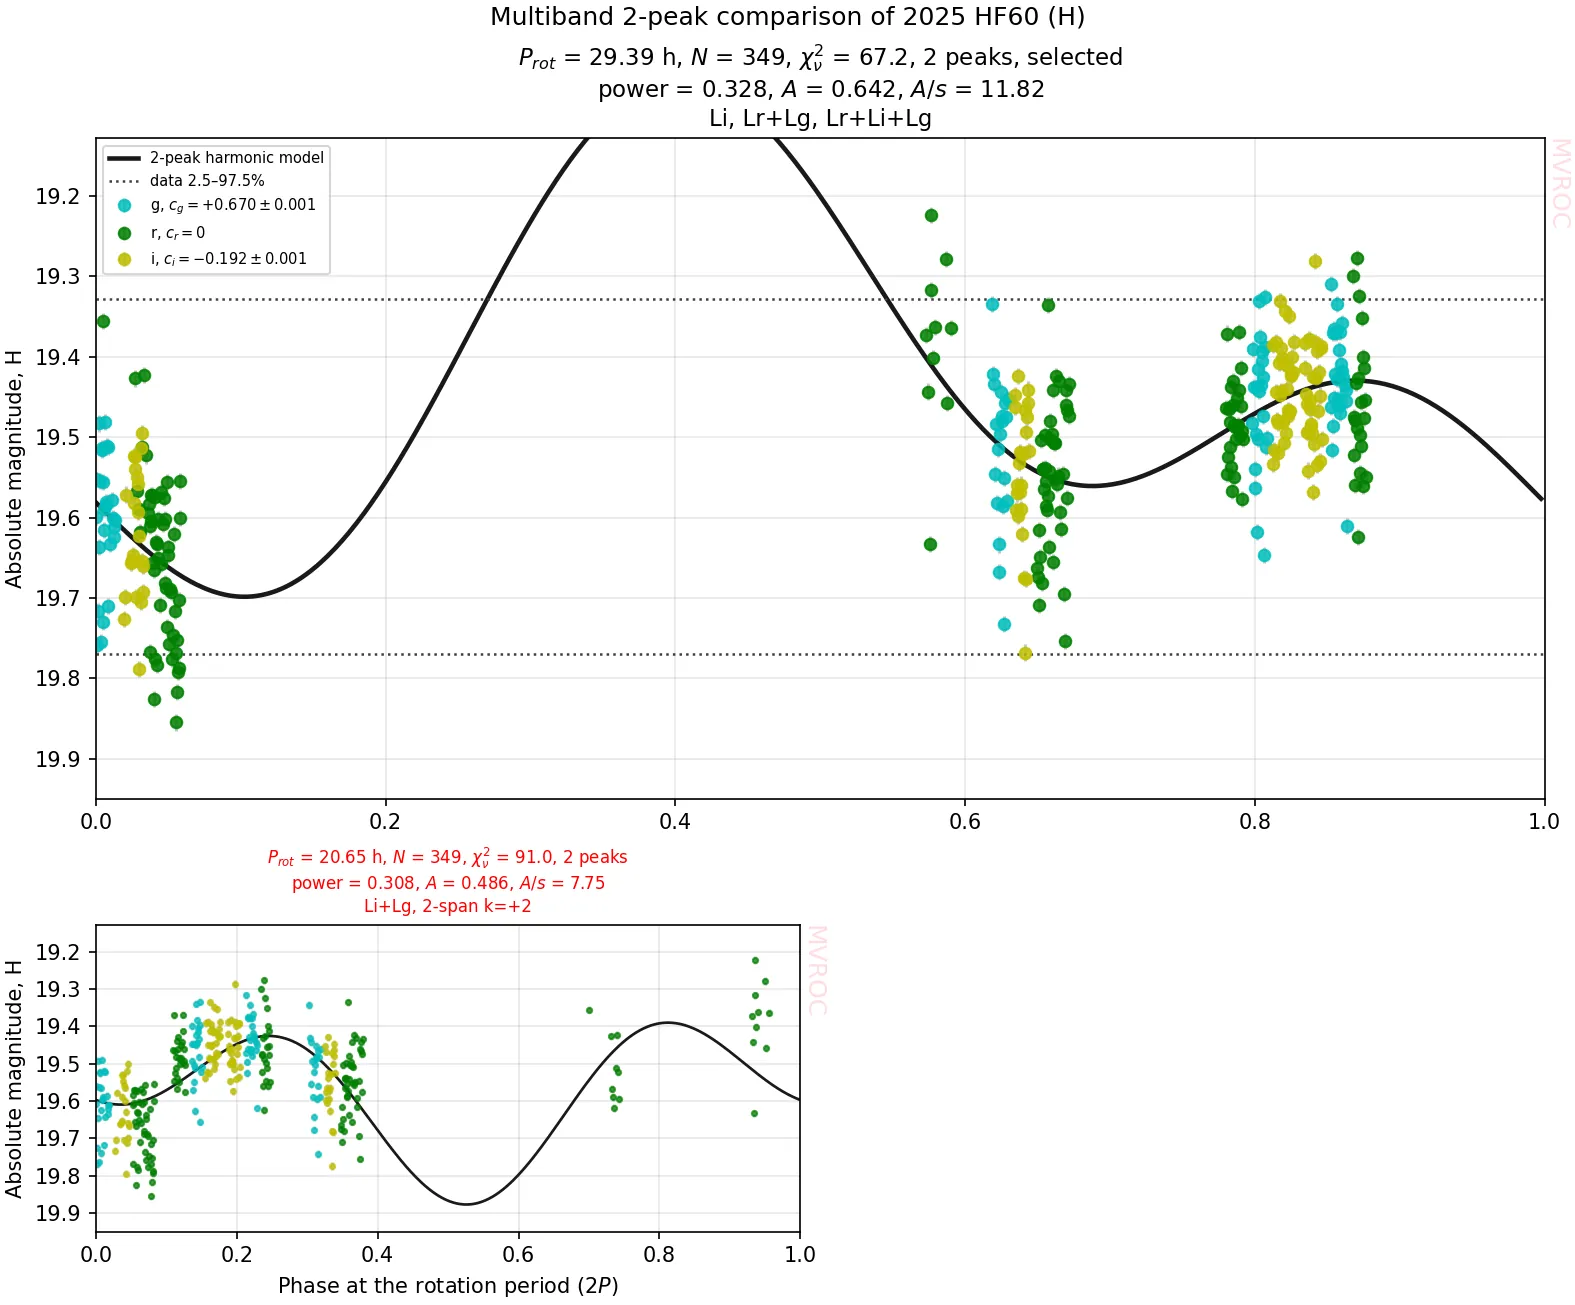 Multiband 2-peak comparison of 2025 HF60 (H)
P_rot = 29.39 h, N = 349, χ²_ν = 67.2, 2 peaks, selected
power = 0.328, A = 0.642, A/s = 11.82
Li, Lr+Lg, Lr+Li+Lg
2-peak harmonic model
data 2.5–97.5%
g, c_g = +0.670 ± 0.001
r, c_r = 0
i, c_i = −0.192 ± 0.001
MVROC
Absolute magnitude, H
19.2
19.3
19.4
19.5
19.6
19.7
19.8
19.9
0.0 0.2 0.4 0.6 0.8 1.0
P_rot = 20.65 h, N = 349, χ²_ν = 91.0, 2 peaks
power = 0.308, A = 0.486, A/s = 7.75
Li+Lg, 2-span k=+2
MVROC
Absolute magnitude, H
19.2
19.3
19.4
19.5
19.6
19.7
19.8
19.9
0.0 0.2 0.4 0.6 0.8 1.0
Phase at the rotation period (2P)